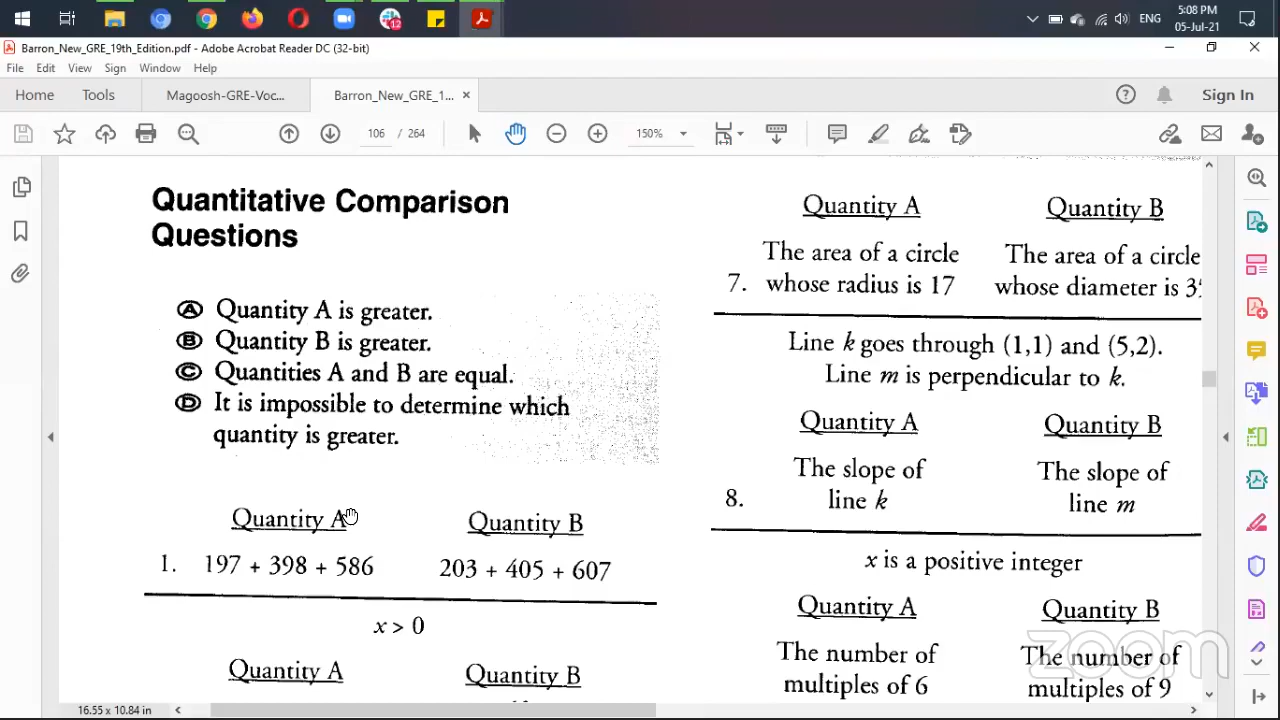 5:08 PM
ENG
05-Jul-21
12
Barron_New_GRE_19th_Edition.pdf - Adobe Acrobat Reader DC (32-bit)
File Edit View Sign Window Help
Home Tools Magoosh-GRE-Voc... Barron_New_GRE_1... × Sign In
106 / 264 150%
Quantitative Comparison
Questions
A Quantity A is greater.
B Quantity B is greater.
C Quantities A and B are equal.
D It is impossible to determine which
quantity is greater.
Quantity A Quantity B
1. 197 + 398 + 586 203 + 405 + 607
x > 0
Quantity A Quantity B
Quantity A Quantity B
The area of a circle The area of a circle
7. whose radius is 17 whose diameter is
Line k goes through (1,1) and (5,2).
Line m is perpendicular to k.
Quantity A Quantity B
The slope of The slope of
8. line k line m
x is a positive integer
Quantity A Quantity B
The number of The number of
multiples of 6 multiples of 9
zoom
16.55 x 10.84 in